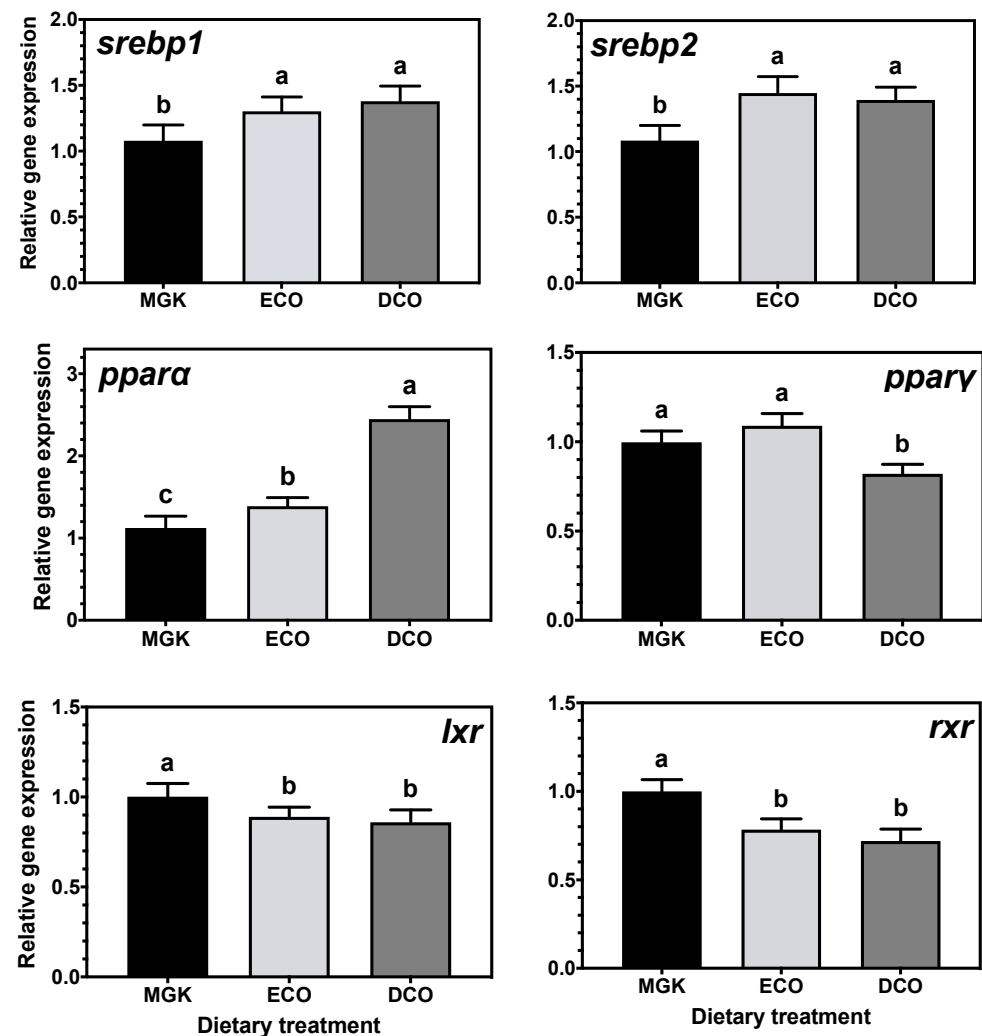 srebp1
Relative gene expression
2.0
1.5
1.0
0.5
0.0
b
a
a
MGK ECO DCO
srebp2
2.0
1.5
1.0
0.5
0.0
b
a
a
MGK ECO DCO
pparα
Relative gene expression
3
2
1
0
c
b
a
MGK ECO DCO
pparγ
1.5
1.0
0.5
0.0
a
a
b
MGK ECO DCO
lxr
Relative gene expression
1.5
1.0
0.5
0.0
a
b
b
MGK ECO DCO
Dietary treatment
rxr
1.5
1.0
0.5
0.0
a
b
b
MGK ECO DCO
Dietary treatment